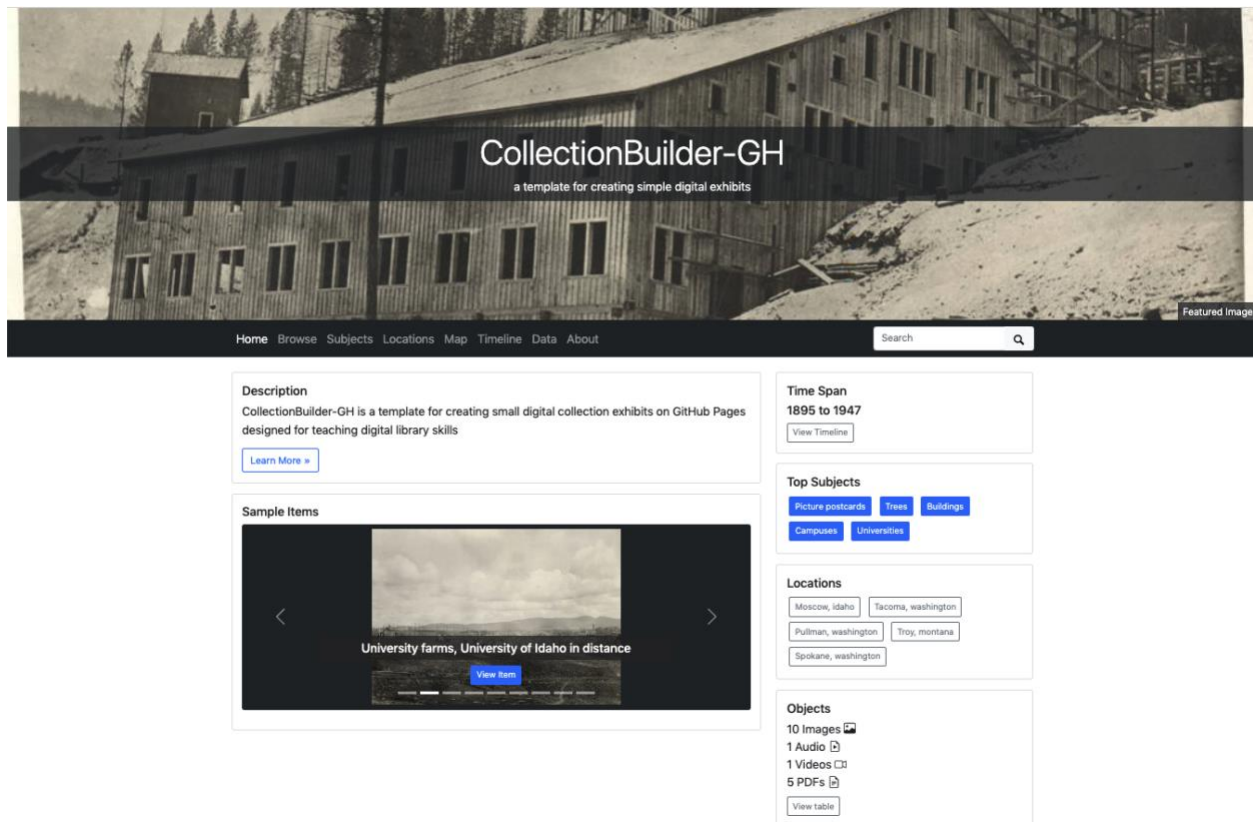 CollectionBuilder-GH
a template for creating simple digital exhibits
Featured Image
Home Browse Subjects Locations Map Timeline Data About
Search
Description
CollectionBuilder-GH is a template for creating small digital collection exhibits on GitHub Pages
designed for teaching digital library skills
Learn More »
Sample Items
University farms, University of Idaho in distance
View Item
Time Span
1895 to 1947
View Timeline
Top Subjects
Picture postcards Trees Buildings
Campuses Universities
Locations
Moscow, idaho Tacoma, washington
Pullman, washington Troy, montana
Spokane, washington
Objects
10 Images
1 Audio
1 Videos
5 PDFs
View table